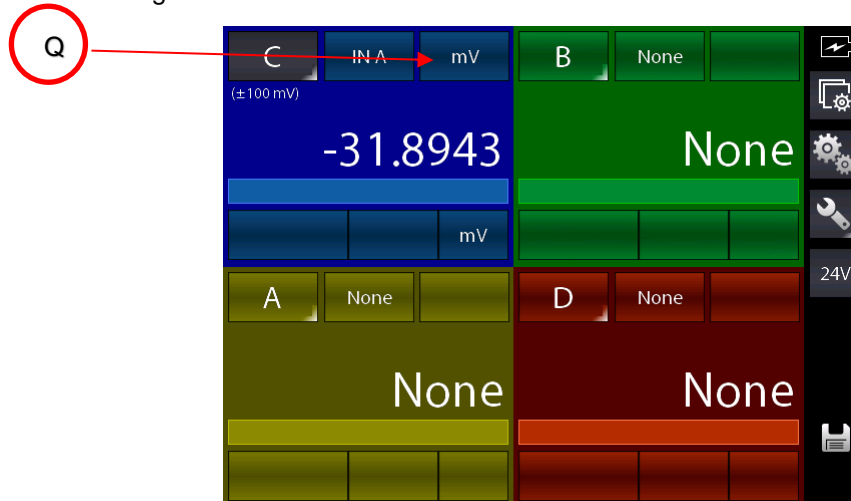 Q
C IN A mV
(±100 mV)
-31.8943
mV
B None
None
A None
None
D None
None
24V